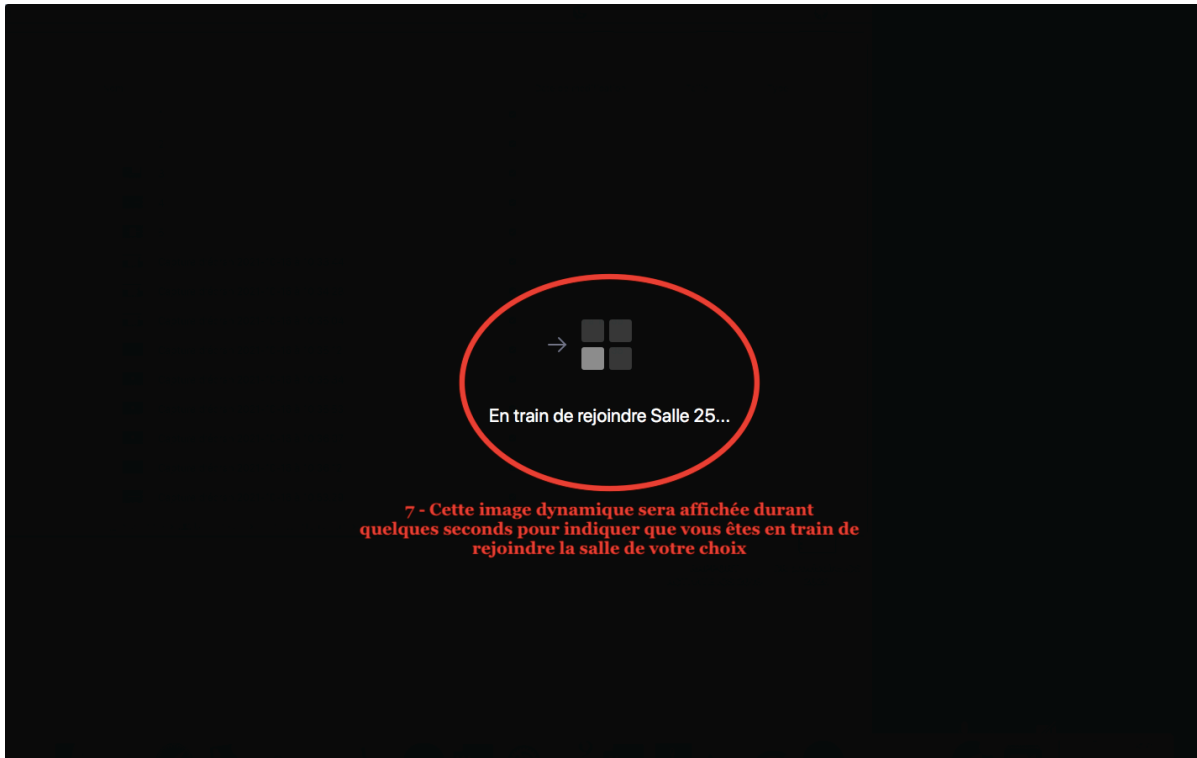 En train de rejoindre Salle 25...
7 - Cette image dynamique sera affichée durant
quelques seconds pour indiquer que vous êtes en train de
rejoindre la salle de votre choix